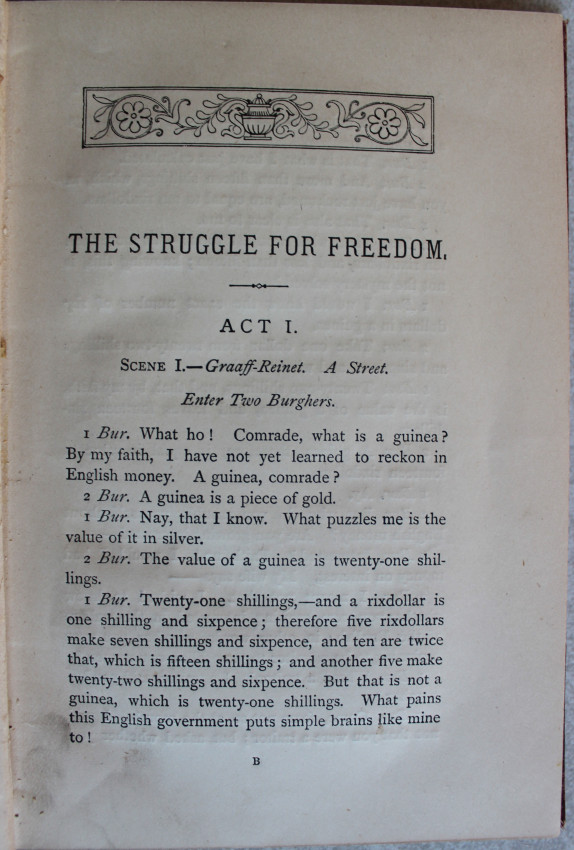 THE STRUGGLE FOR FREEDOM.
ACT I.
SCENE I.—Graaff-Reinet. A Street.
Enter Two Burghers.
1 Bur. What ho! Comrade, what is a guinea?
By my faith, I have not yet learned to reckon in
English money. A guinea, comrade?
2 Bur. A guinea is a piece of gold.
1 Bur. Nay, that I know. What puzzles me is the
value of it in silver.
2 Bur. The value of a guinea is twenty-one shil-
lings.
1 Bur. Twenty-one shillings,—and a rixdollar is
one shilling and sixpence; therefore five rixdollars
make seven shillings and sixpence, and ten are twice
that, which is fifteen shillings; and another five make
twenty-two shillings and sixpence. But that is not a
guinea, which is twenty-one shillings. What pains
this English government puts simple brains like mine
to!
B